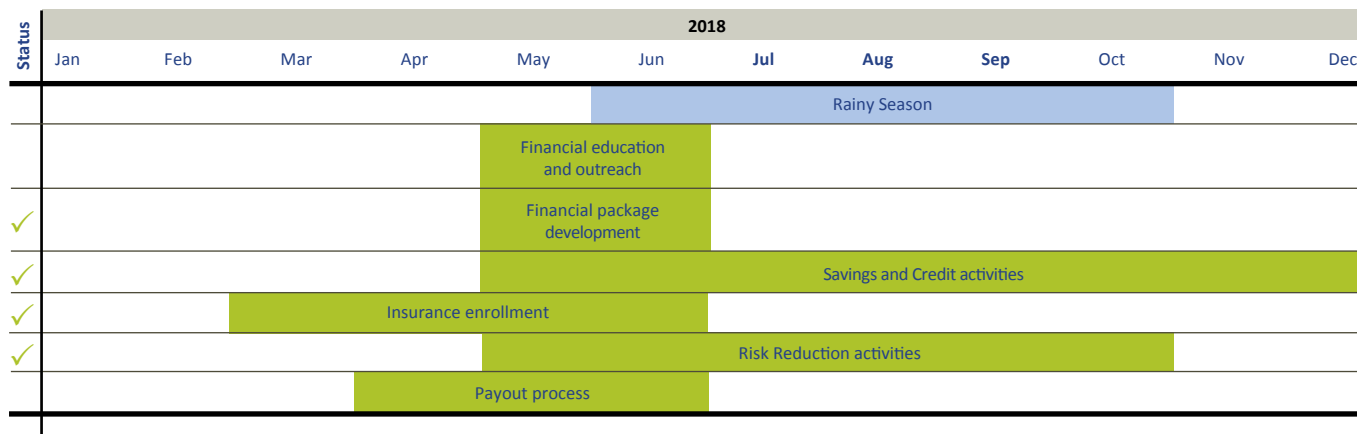 Status
2018
Jan Feb Mar Apr May Jun Jul Aug Sep Oct Nov Dec
Rainy Season
Financial education
and outreach
Financial package
development
Savings and Credit activities
Insurance enrollment
Risk Reduction activities
Payout process